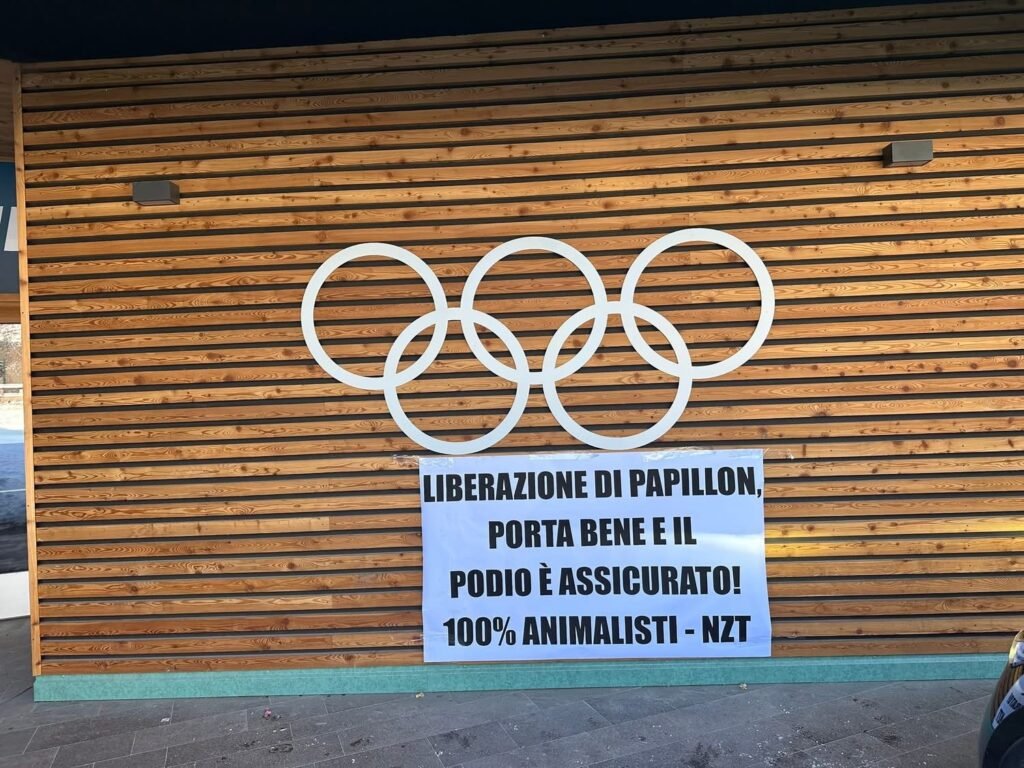 LIBERAZIONE DI PAPILLON,
PORTA BENE E IL
PODIO È ASSICURATO!
100% ANIMALISTI - NZT